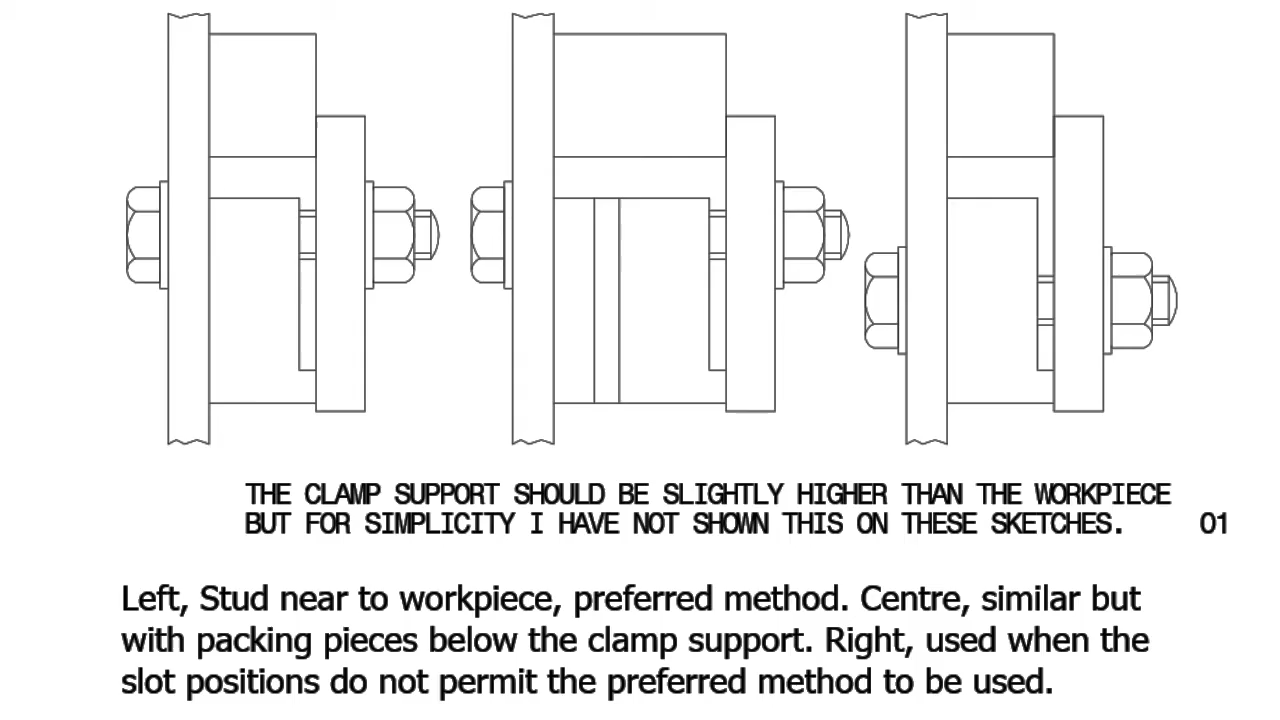 THE CLAMP SUPPORT SHOULD BE SLIGHTLY HIGHER THAN THE WORKPIECE
BUT FOR SIMPLICITY I HAVE NOT SHOWN THIS ON THESE SKETCHES. 01
Left, Stud near to workpiece, preferred method. Centre, similar but
with packing pieces below the clamp support. Right, used when the
slot positions do not permit the preferred method to be used.